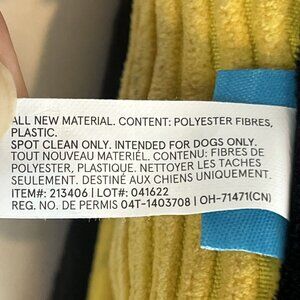 ALL NEW MATERIAL. CONTENT: POLYESTER FIBRES,
PLASTIC.
SPOT CLEAN ONLY. INTENDED FOR DOGS ONLY.
TOUT NOUVEAU MATERIÉL. CONTENU: FIBRES DE
POLYESTER, PLASTIQUE. NETTOYER LES TACHES
SEULEMENT. DESTINÉ AUX CHIENS UNIQUEMENT.
ITEM#: 213406 | LOT#: 041622
REG. NO. DE PERMIS 04T-1403708 | OH-71471(CN)